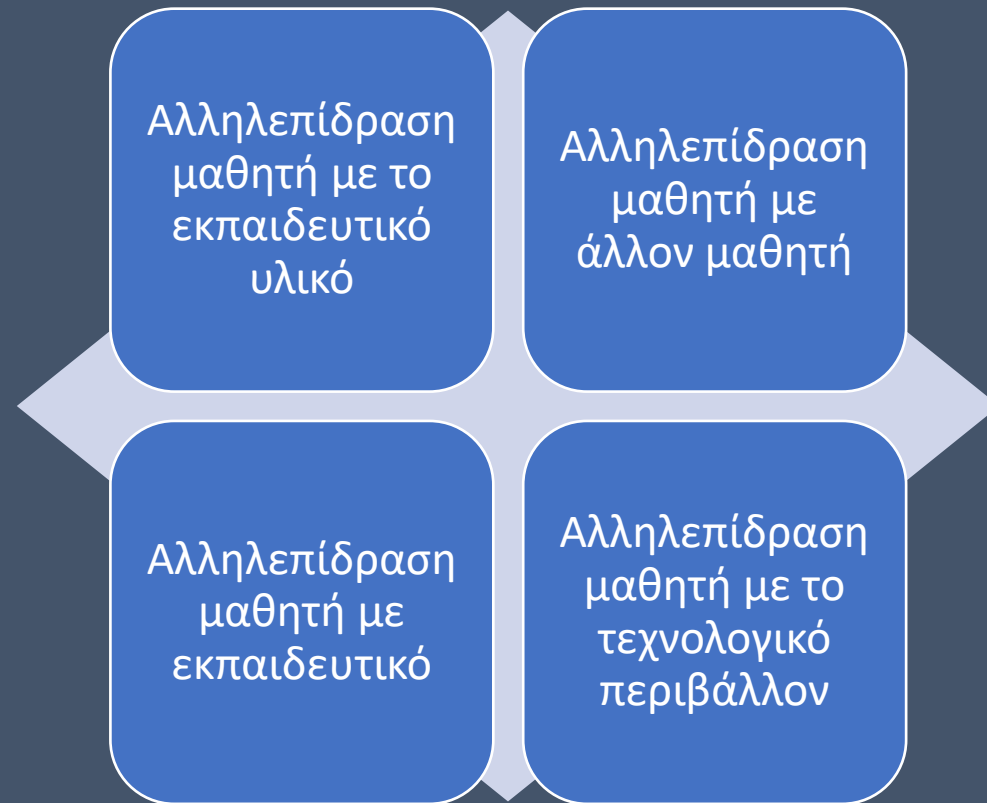 Αλληλεπίδραση
μαθητή με το
εκπαιδευτικό
υλικό
Αλληλεπίδραση
μαθητή με
άλλον μαθητή
Αλληλεπίδραση
μαθητή με
εκπαιδευτικό
Αλληλεπίδραση
μαθητή με το
τεχνολογικό
περιβάλλον